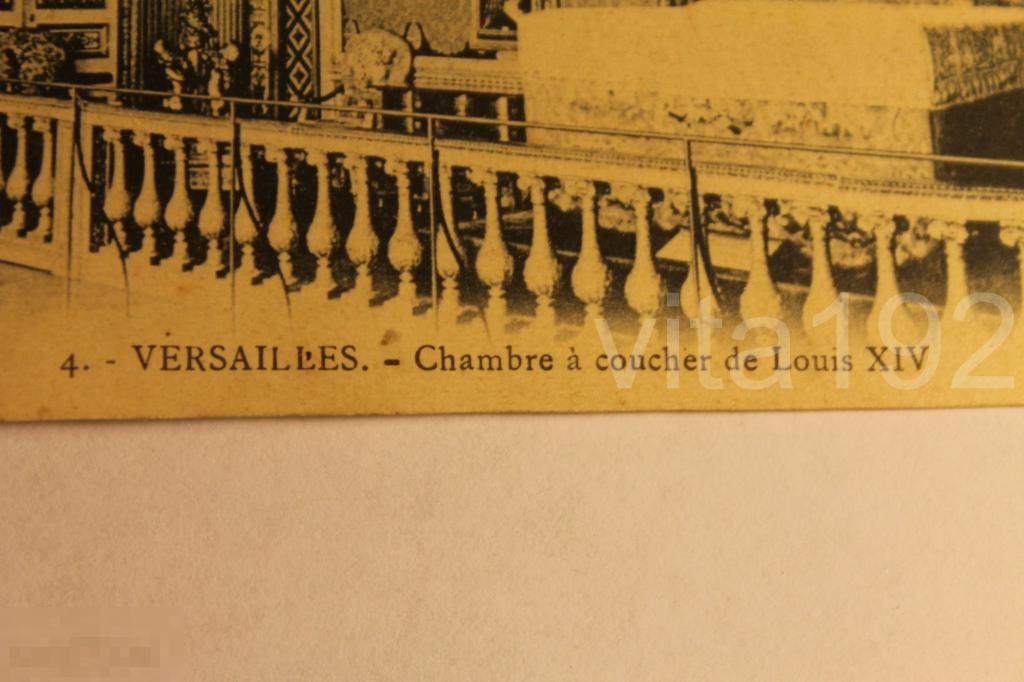 4. - VERSAILLES. - Chambre à coucher de Louis XIV
vita192